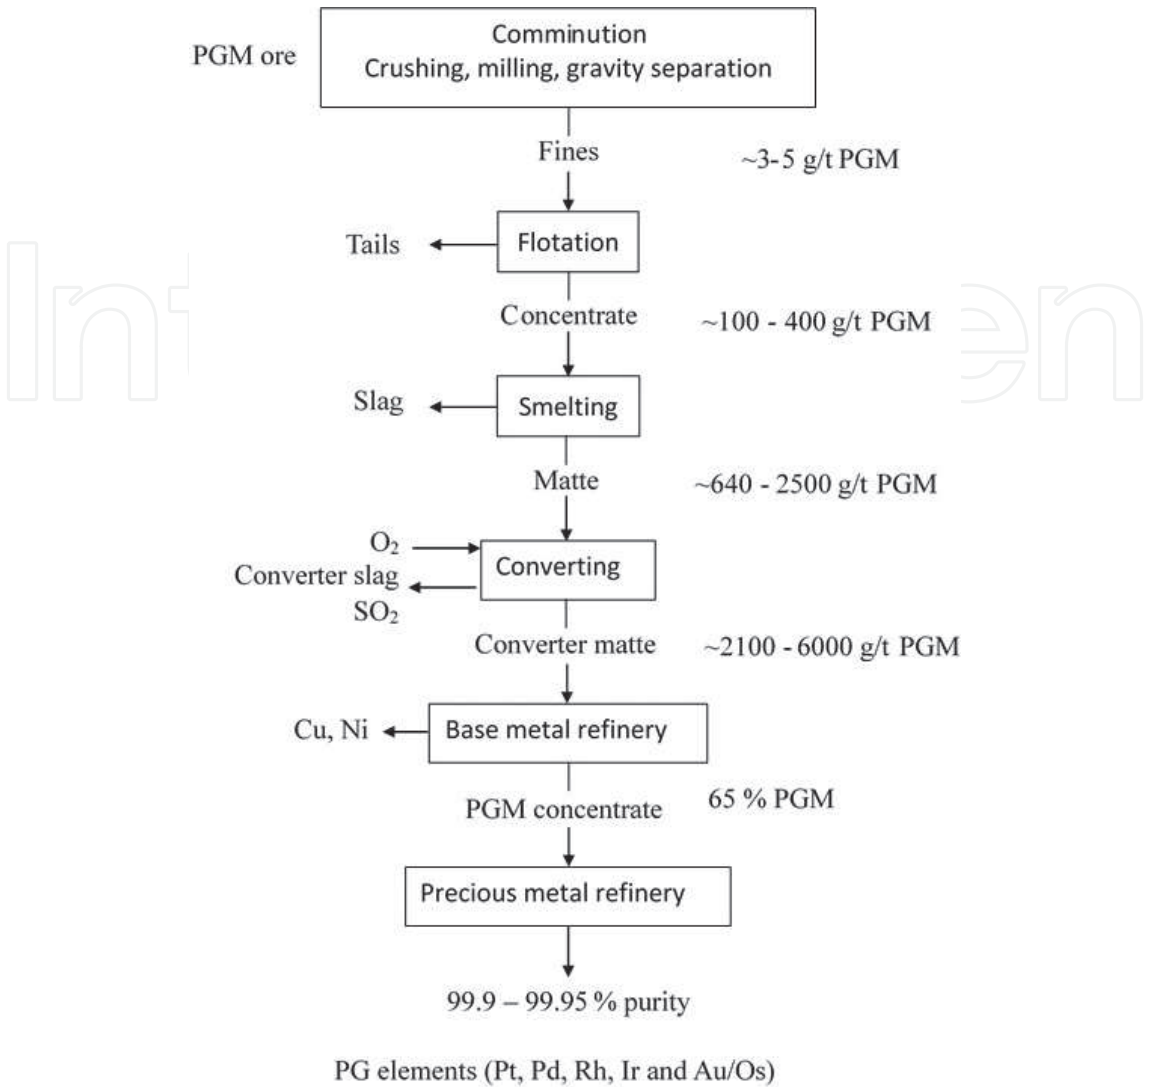 Comminution
PGM ore
Crushing, milling, gravity separation
Fines
~3-5 g/t PGM
Tails
Flotation
Concentrate
~100 - 400 g/t PGM
Slag
Smelting
Matte
~640 - 2500 g/t PGM
O₂
Converting
Converter slag
SO₂
Converter matte
~2100 - 6000 g/t PGM
Cu, Ni
Base metal refinery
65 % PGM
PGM concentrate
Precious metal refinery
99.9 – 99.95 % purity
PG elements (Pt, Pd, Rh, Ir and Au/Os)